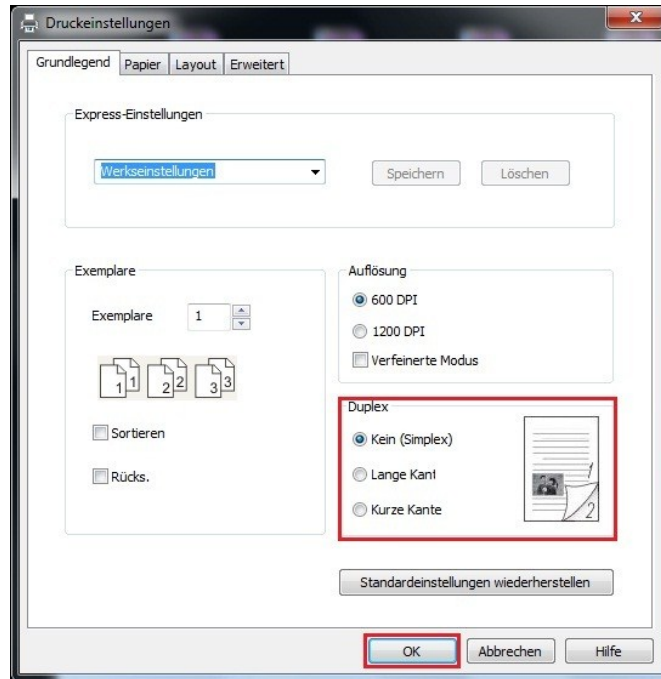 Druckeinstellungen
Grundlegend Papier Layout Erweitert
Express-Einstellungen
Werkseinstellungen Speichern Löschen
Exemplare
Exemplare 1
1 1 2 2 3 3
Sortieren
Rücks.
Auflösung
600 DPI
1200 DPI
Verfeinerte Modus
Duplex
Kein (Simplex)
Lange Kant
Kurze Kante
1
2
Standardeinstellungen wiederherstellen
OK Abbrechen Hilfe